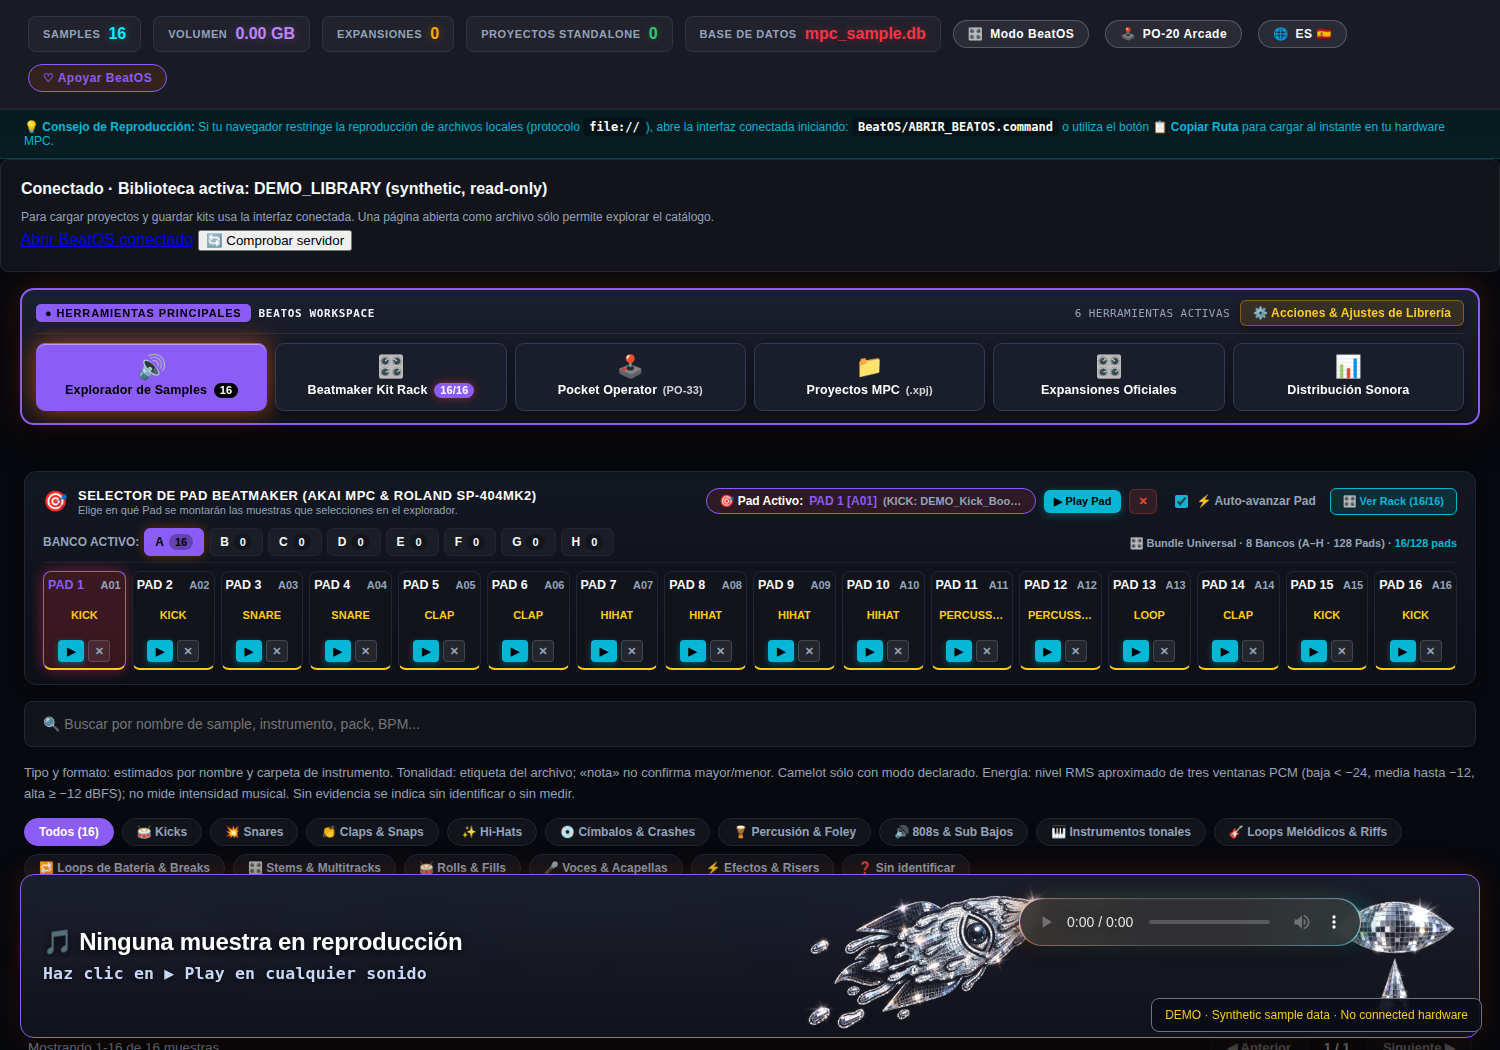 SAMPLES 16
VOLUMEN 0.00 GB
EXPANSIONES 0
PROYECTOS STANDALONE 0
BASE DE DATOS mpc_sample.db
🎛️ Modo BeatOS
🕹️ PO-20 Arcade
🌐 ES 🇪🇸
♡ Apoyar BeatOS
💡 Consejo de Reproducción: Si tu navegador restringe la reproducción de archivos locales (protocolo file:// ), abre la interfaz conectada iniciando: BeatOS/ABRIR_BEATOS.command o utiliza el botón 📋 Copiar Ruta para cargar al instante en tu hardware
MPC.
Conectado · Biblioteca activa: DEMO_LIBRARY (synthetic, read-only)
Para cargar proyectos y guardar kits usa la interfaz conectada. Una página abierta como archivo sólo permite explorar el catálogo.
Abrir BeatOS conectado 🔄 Comprobar servidor
● HERRAMIENTAS PRINCIPALES BEATOS WORKSPACE
6 HERRAMIENTAS ACTIVAS ⚙️ Acciones & Ajustes de Librería
Explorador de Samples 16
Beatmaker Kit Rack 16/16
Pocket Operator (PO-33)
Proyectos MPC (.xpj)
Expansiones Oficiales
Distribución Sonora
SELECTOR DE PAD BEATMAKER (AKAI MPC & ROLAND SP-404MK2)
Elige en qué Pad se montarán las muestras que selecciones en el explorador.
🎯 Pad Activo: PAD 1 [A01] (KICK: DEMO_Kick_Boo…
▶ Play Pad ✕
⚡ Auto-avanzar Pad
🎛️ Ver Rack (16/16)
BANCO ACTIVO: A 16 B 0 C 0 D 0 E 0 F 0 G 0 H 0
🎛️ Bundle Universal · 8 Bancos (A–H · 128 Pads) · 16/128 pads
PAD 1 A01 PAD 2 A02 PAD 3 A03 PAD 4 A04 PAD 5 A05 PAD 6 A06 PAD 7 A07 PAD 8 A08 PAD 9 A09 PAD 10 A10 PAD 11 A11 PAD 12 A12 PAD 13 A13 PAD 14 A14 PAD 15 A15 PAD 16 A16
KICK KICK SNARE SNARE CLAP CLAP HIHAT HIHAT HIHAT HIHAT PERCUSS… PERCUSS… LOOP CLAP KICK KICK
▶ ✕ ▶ ✕ ▶ ✕ ▶ ✕ ▶ ✕ ▶ ✕ ▶ ✕ ▶ ✕ ▶ ✕ ▶ ✕ ▶ ✕ ▶ ✕ ▶ ✕ ▶ ✕ ▶ ✕ ▶ ✕
🔍 Buscar por nombre de sample, instrumento, pack, BPM...
Tipo y formato: estimados por nombre y carpeta de instrumento. Tonalidad: etiqueta del archivo; «nota» no confirma mayor/menor. Camelot sólo con modo declarado. Energía: nivel RMS aproximado de tres ventanas PCM (baja < −24, media hasta −12,
alta ≥ −12 dBFS); no mide intensidad musical. Sin evidencia se indica sin identificar o sin medir.
Todos (16) 🥁 Kicks 💥 Snares 👏 Claps & Snaps ✨ Hi-Hats 💿 Címbalos & Crashes 🪘 Percusión & Foley 🔊 808s & Sub Bajos 🎹 Instrumentos tonales 🎸 Loops Melódicos & Riffs
🔁 Loops de Batería & Breaks 🎛️ Stems & Multitracks 🥁 Rolls & Fills 🎤 Voces & Acapellas ⚡ Efectos & Risers ❓ Sin identificar
🎵 Ninguna muestra en reproducción
Haz clic en ▶ Play en cualquier sonido
0:00 / 0:00
DEMO · Synthetic sample data · No connected hardware
Mostrando 1-16 de 16 muestras
◀ Anterior 1 / 1 Siguiente ▶